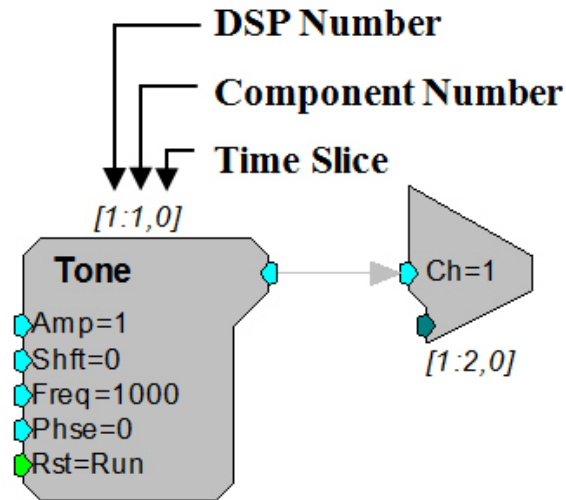 DSP Number
Component Number
Time Slice
[1:1,0]
Tone
Amp=1
Shft=0
Freq=1000
Phse=0
Rst=Run
Ch=1
[1:2,0]